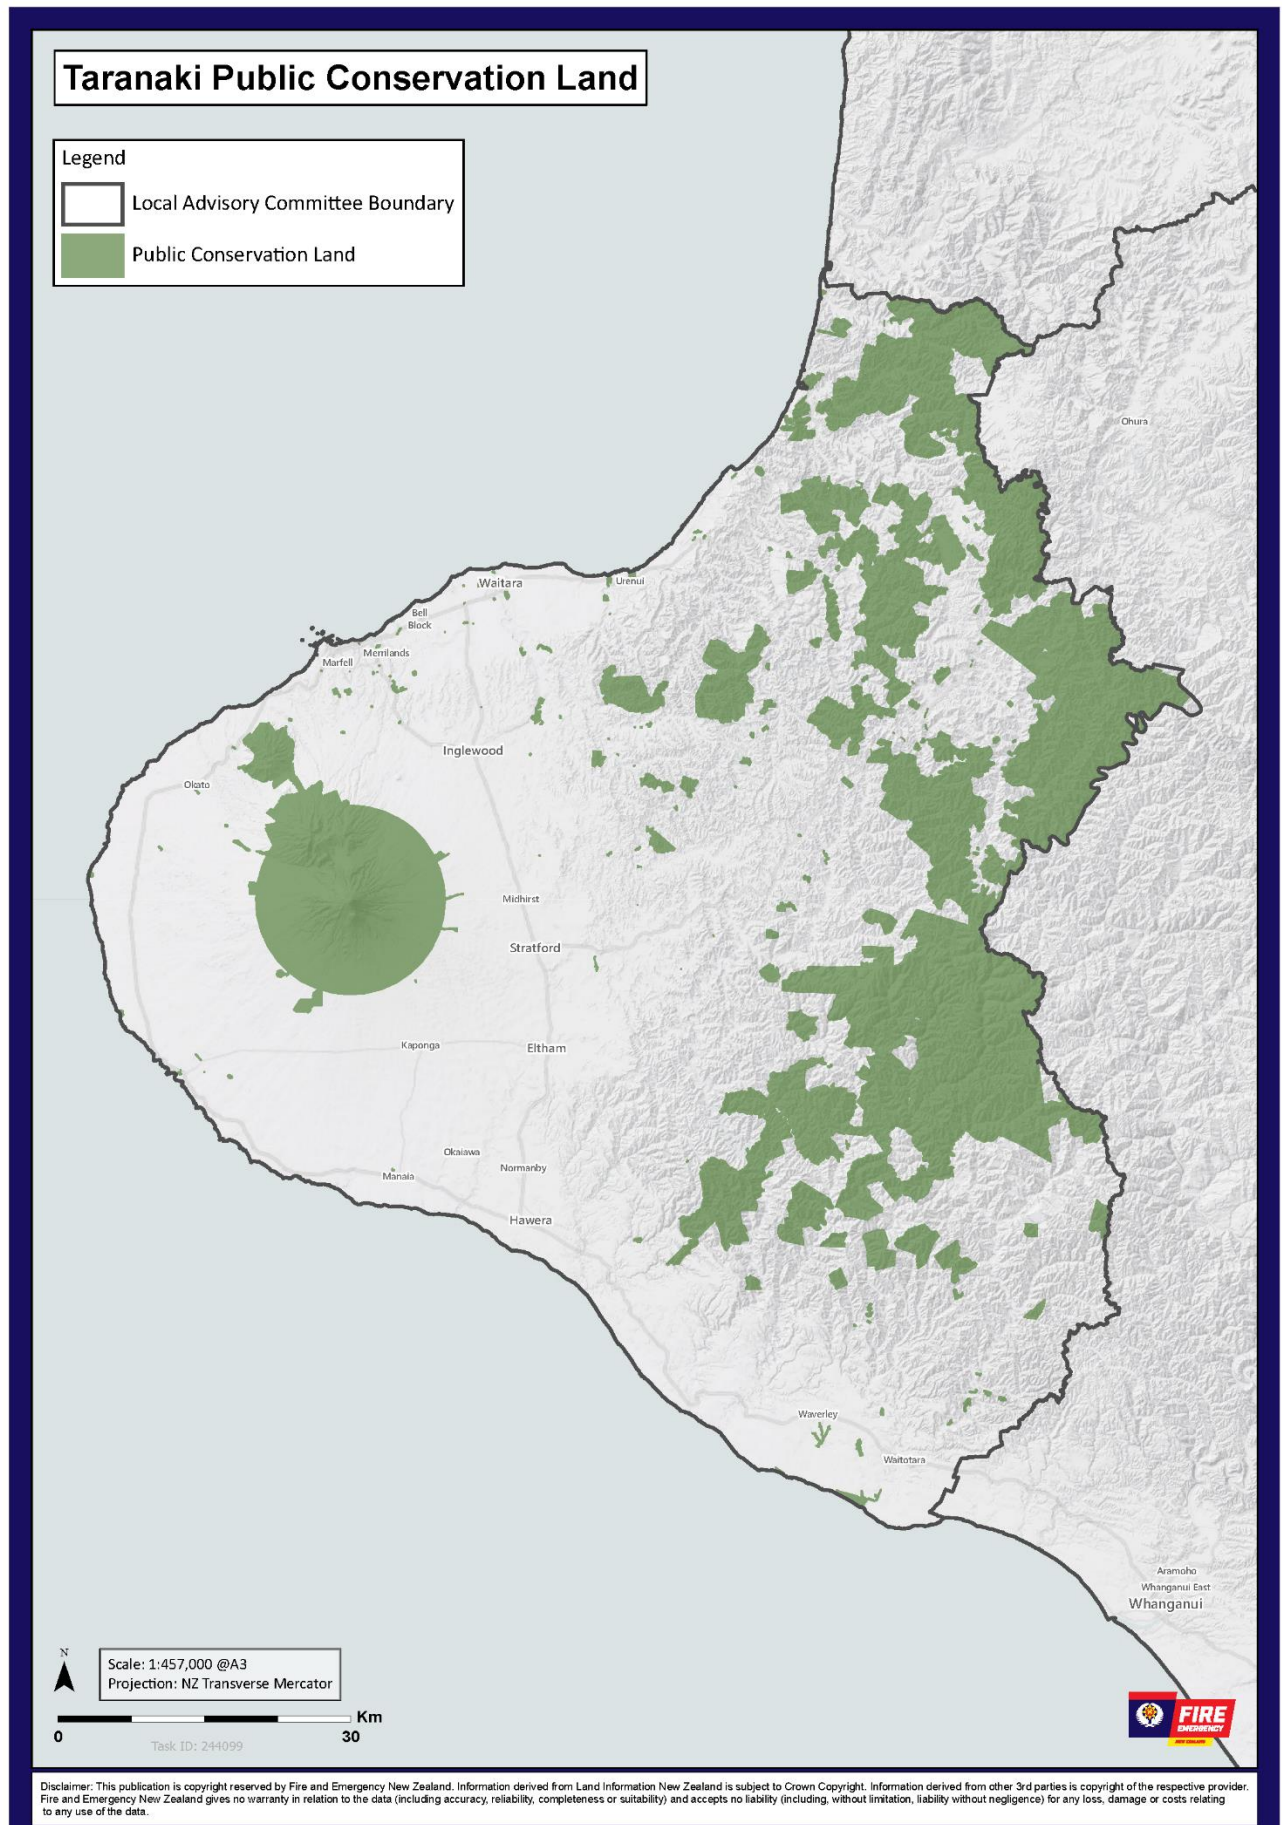 Taranaki Public Conservation Land
Legend
Local Advisory Committee Boundary
Public Conservation Land
Ohura
Waitara
Urenui
Bell
Block
Merrilands
Marfell
Inglewood
Okato
Midhirst
Stratford
Kaponga
Eltham
Okaiawa
Normanby
Manaia
Hawera
Waverley
Waitotara
Aramoho
Whanganui East
Whanganui
N
Scale: 1:457,000 @A3
Projection: NZ Transverse Mercator
Km
0
30
Task ID: 244099
FIRE
EMERGENCY
NEW ZEALAND
Disclaimer: This publication is copyright reserved by Fire and Emergency New Zealand. Information derived from Land Information New Zealand is subject to Crown Copyright. Information derived from other 3rd parties is copyright of the respective provider.
Fire and Emergency New Zealand gives no warranty in relation to the data (including accuracy, reliability, completeness or suitability) and accepts no liability (including, without limitation, liability without negligence) for any loss, damage or costs relating
to any use of the data.